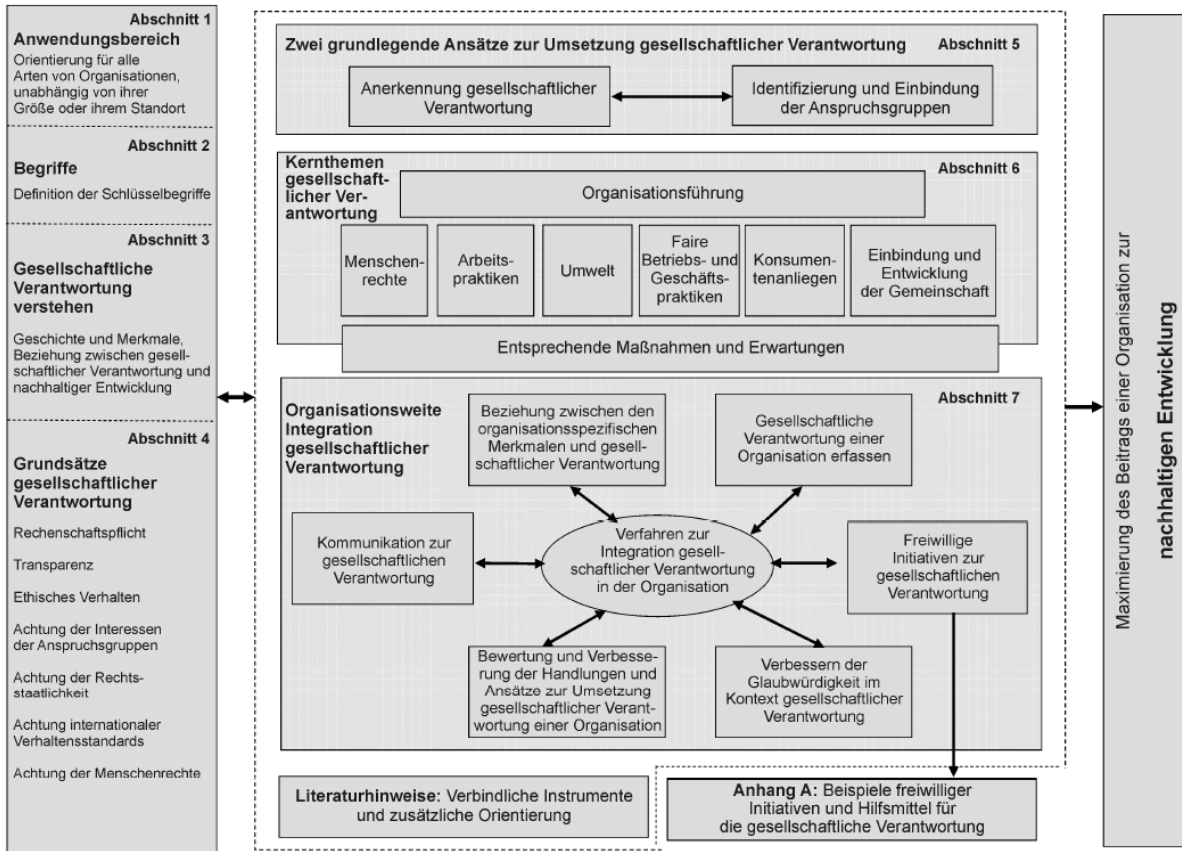 Abschnitt 1
Anwendungsbereich
Orientierung für alle
Arten von Organisationen,
unabhängig von ihrer
Größe oder ihrem Standort
Abschnitt 2
Begriffe
Definition der Schlüsselbegriffe
Abschnitt 3
Gesellschaftliche
Verantwortung
verstehen
Geschichte und Merkmale,
Beziehung zwischen gesell-
schaftlicher Verantwortung und
nachhaltiger Entwicklung
Abschnitt 4
Grundsätze
gesellschaftlicher
Verantwortung
Rechenschaftspflicht
Transparenz
Ethisches Verhalten
Achtung der Interessen
der Anspruchsgruppen
Achtung der Rechts-
staatlichkeit
Achtung internationaler
Verhaltensstandards
Achtung der Menschenrechte
Zwei grundlegende Ansätze zur Umsetzung gesellschaftlicher Verantwortung
Abschnitt 5
Anerkennung gesellschaftlicher
Verantwortung
Identifizierung und Einbindung
der Anspruchsgruppen
Kernthemen
gesellschaft-
licher Ver-
antwortung
Abschnitt 6
Organisationsführung
Menschen-
rechte
Arbeits-
praktiken
Umwelt
Faire
Betriebs- und
Geschäfts-
praktiken
Konsumen-
tenanliegen
Einbindung und
Entwicklung
der Gemeinschaft
Entsprechende Maßnahmen und Erwartungen
Organisationsweite
Integration
gesellschaftlicher
Verantwortung
Abschnitt 7
Beziehung zwischen den
organisationsspezifischen
Merkmalen und gesell-
schaftlicher Verantwortung
Gesellschaftliche
Verantwortung einer
Organisation erfassen
Kommunikation zur
gesellschaftlichen
Verantwortung
Verfahren zur
Integration gesell-
schaftlicher Verantwortung
in der Organisation
Freiwillige
Initiativen zur
gesellschaftlichen
Verantwortung
Bewertung und Verbesse-
rung der Handlungen und
Ansätze zur Umsetzung
gesellschaftlicher Verant-
wortung einer Organisation
Verbessern der
Glaubwürdigkeit im
Kontext gesellschaftlicher
Verantwortung
Literaturhinweise: Verbindliche Instrumente
und zusätzliche Orientierung
Anhang A: Beispiele freiwilliger
Initiativen und Hilfsmittel für
die gesellschaftliche Verantwortung
Maximierung des Beitrags einer Organisation zur
nachhaltigen Entwicklung